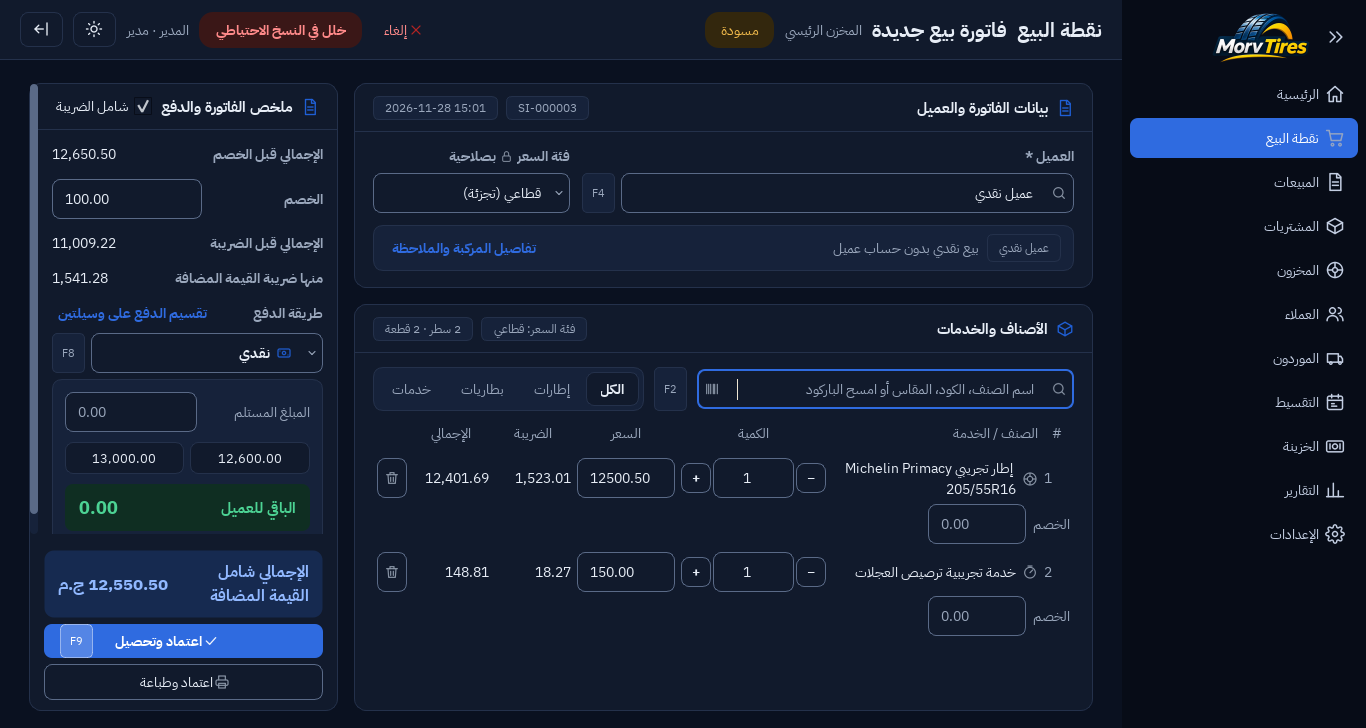 MorvTires
الرئيسية
نقطة البيع
المبيعات
المشتريات
المخزون
العملاء
الموردون
التقسيط
الخزينة
التقارير
الإعدادات
نقطة البيع فاتورة بيع جديدة المخزن الرئيسي مسودة
إلغاء
خلل في النسخ الاحتياطي
المدير · مدير
بيانات الفاتورة والعميل
SI-000003
2026-11-28 15:01
العميل *
عميل نقدي
F4
فئة السعر بصلاحية
قطاعي (تجزئة)
عميل نقدي بيع نقدي بدون حساب عميل
تفاصيل المركبة والملاحظة
الأصناف والخدمات
فئة السعر: قطاعي
2 سطر · 2 قطعة
اسم الصنف، الكود، المقاس أو امسح الباركود
F2
الكل إطارات بطاريات خدمات
# الصنف / الخدمة الكمية السعر الضريبة الإجمالي
1 إطار تجريبي Michelin Primacy
205/55R16
− 1 + 12500.50 1,523.01 12,401.69
الخصم 0.00
2 خدمة تجريبية ترصيص العجلات − 1 + 150.00 18.27 148.81
الخصم 0.00
ملخص الفاتورة والدفع شامل الضريبة
الإجمالي قبل الخصم 12,650.50
الخصم 100.00
الإجمالي قبل الضريبة 11,009.22
منها ضريبة القيمة المضافة 1,541.28
طريقة الدفع تقسيم الدفع على وسيلتين
نقدي F8
المبلغ المستلم 0.00
12,600.00 13,000.00
الباقي للعميل 0.00
الإجمالي شامل
القيمة المضافة
12,550.50 ج.م
اعتماد وتحصيل F9
اعتماد وطباعة